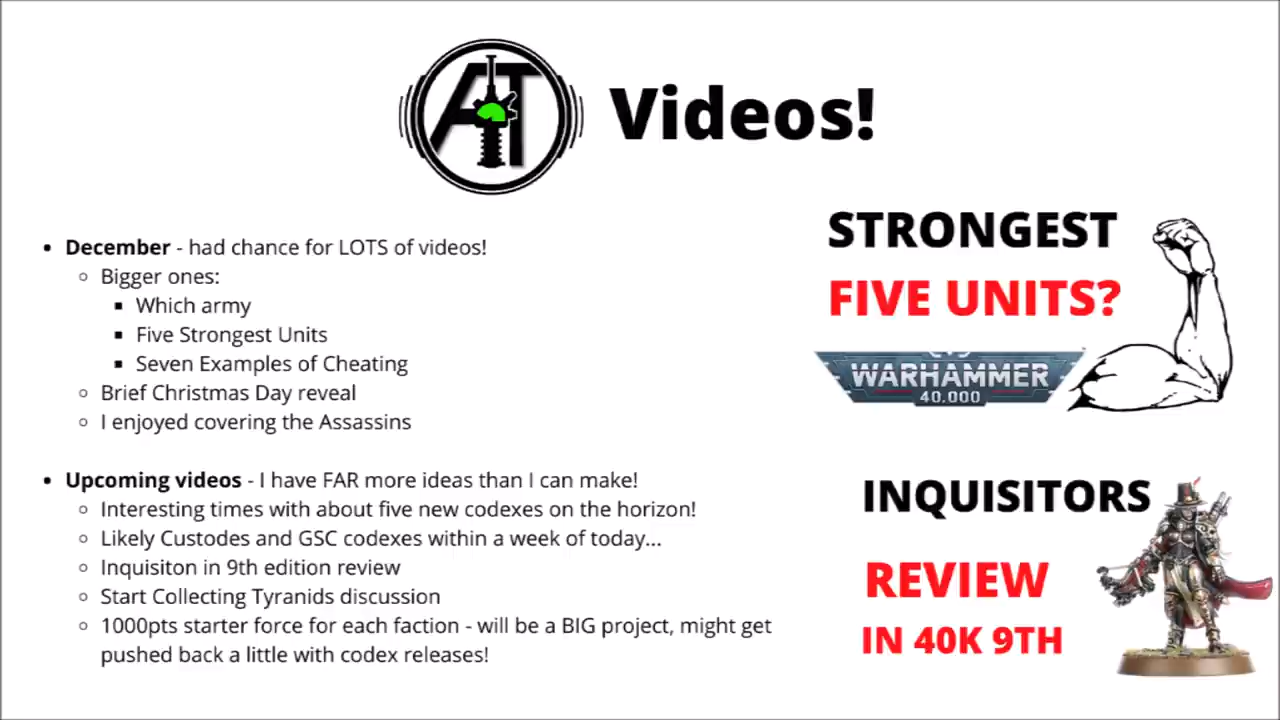 AT
Videos!
• December - had chance for LOTS of videos!
◦ Bigger ones:
▪ Which army
▪ Five Strongest Units
▪ Seven Examples of Cheating
◦ Brief Christmas Day reveal
◦ I enjoyed covering the Assassins
• Upcoming videos - I have FAR more ideas than I can make!
◦ Interesting times with about five new codexes on the horizon!
◦ Likely Custodes and GSC codexes within a week of today...
◦ Inquisiton in 9th edition review
◦ Start Collecting Tyranids discussion
◦ 1000pts starter force for each faction - will be a BIG project, might get
pushed back a little with codex releases!
STRONGEST
FIVE UNITS?
WARHAMMER
40.000
INQUISITORS
REVIEW
IN 40K 9TH